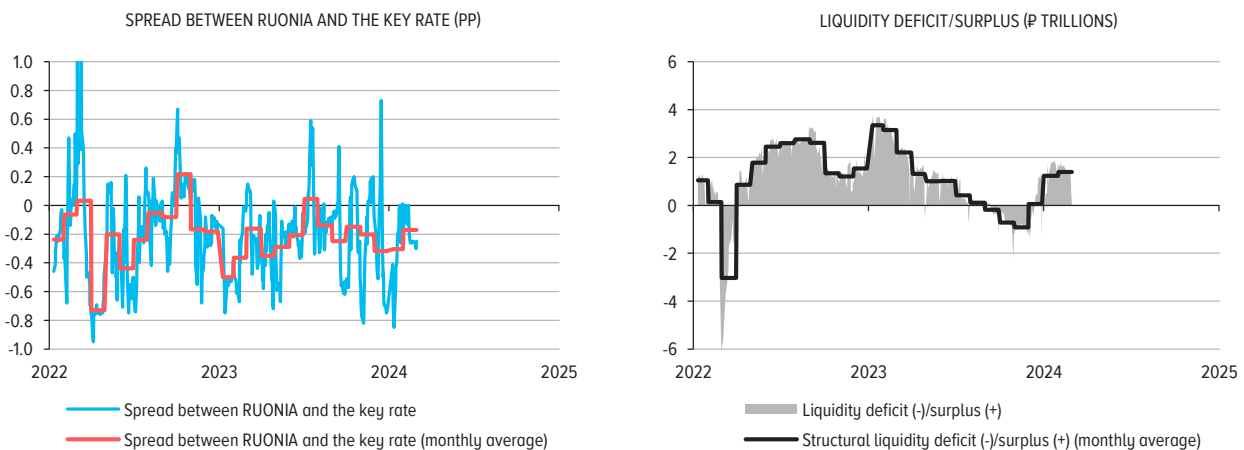 SPREAD BETWEEN RUONIA AND THE KEY RATE (PP)
1.0
0.8
0.6
0.4
0.2
0
-0.2
-0.4
-0.6
-0.8
-1.0
2022 2023 2024 2025
Spread between RUONIA and the key rate
Spread between RUONIA and the key rate (monthly average)
LIQUIDITY DEFICIT/SURPLUS (₽ TRILLIONS)
6
4
2
0
-2
-4
-6
2022 2023 2024 2025
Liquidity deficit (-)/surplus (+)
Structural liquidity deficit (-)/surplus (+) (monthly average)